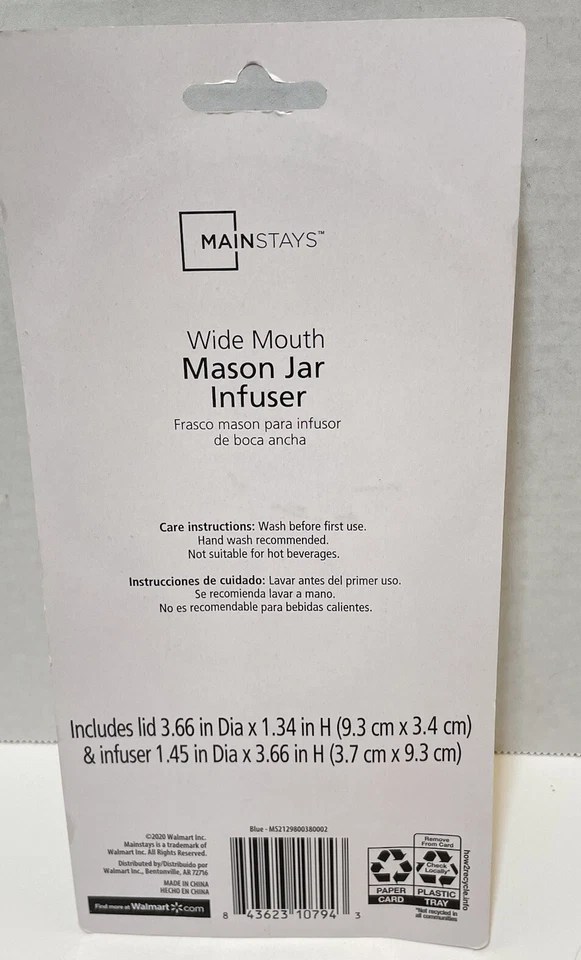 MAINSTAYS™
Wide Mouth
Mason Jar
Infuser
Frasco mason para infusor
de boca ancha
Care instructions: Wash before first use.
Hand wash recommended.
Not suitable for hot beverages.
Instrucciones de cuidado: Lavar antes del primer uso.
Se recomienda lavar a mano.
No es recomendable para bebidas calientes.
Includes lid 3.66 in Dia x 1.34 in H (9.3 cm x 3.4 cm)
& infuser 1.45 in Dia x 3.66 in H (3.7 cm x 9.3 cm)
©2020 Walmart Inc.
Mainstays is a trademark of
Walmart Inc. All Rights Reserved.
Distributed by/Distribuido por
Walmart Inc., Bentonville, AR 72716
MADE IN CHINA
HECHO EN CHINA
Find more at Walmart.com
Blue - MS2129800380002
8 43623 10794 3
PAPER
CARD
Remove
From Card
Check
Locally*
PLASTIC
TRAY
*Not recycled in
all communities
how2recycle.info